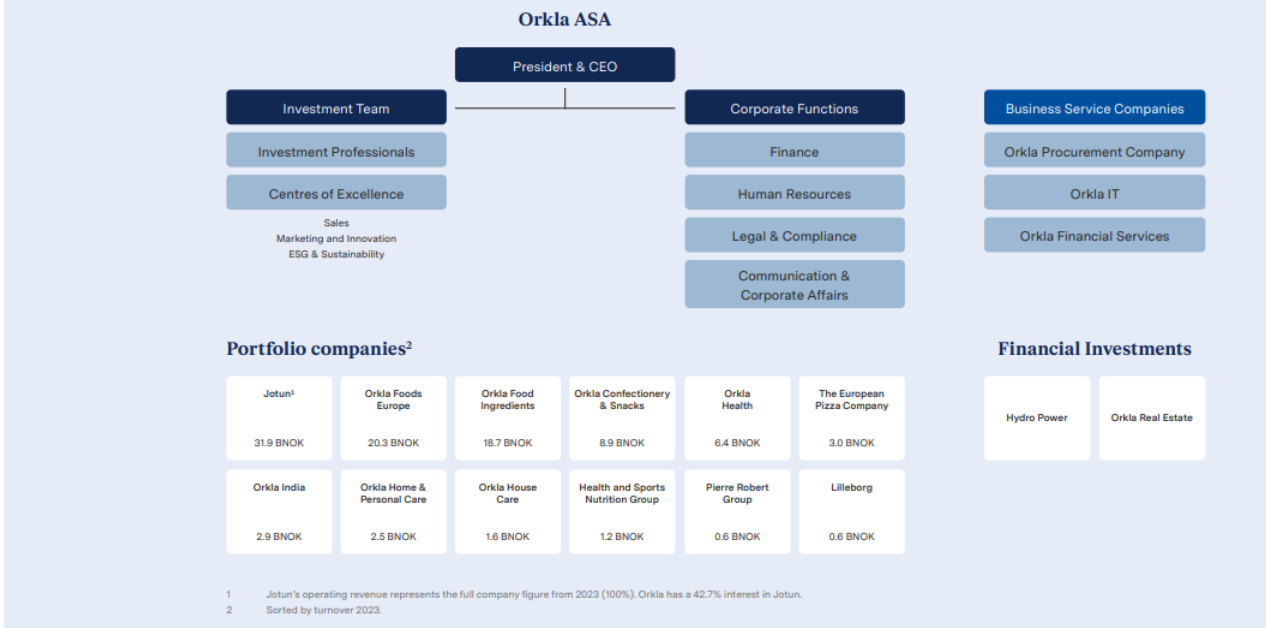 Orkla ASA
President & CEO
Investment Team
Investment Professionals
Centres of Excellence
Sales
Marketing and Innovation
ESG & Sustainability
Corporate Functions
Finance
Human Resources
Legal & Compliance
Communication &
Corporate Affairs
Business Service Companies
Orkla Procurement Company
Orkla IT
Orkla Financial Services
Portfolio companies²
Jotun¹
31.9 BNOK
Orkla Foods
Europe
20.3 BNOK
Orkla Food
Ingredients
18.7 BNOK
Orkla Confectionery
& Snacks
8.9 BNOK
Orkla
Health
6.4 BNOK
The European
Pizza Company
3.0 BNOK
Orkla India
2.9 BNOK
Orkla Home &
Personal Care
2.5 BNOK
Orkla House
Care
1.6 BNOK
Health and Sports
Nutrition Group
1.2 BNOK
Pierre Robert
Group
0.6 BNOK
Lilleborg
0.6 BNOK
Financial Investments
Hydro Power
Orkla Real Estate
1 Jotun's operating revenue represents the full company figure from 2023 (100%). Orkla has a 42.7% interest in Jotun.
2 Sorted by turnover 2023.